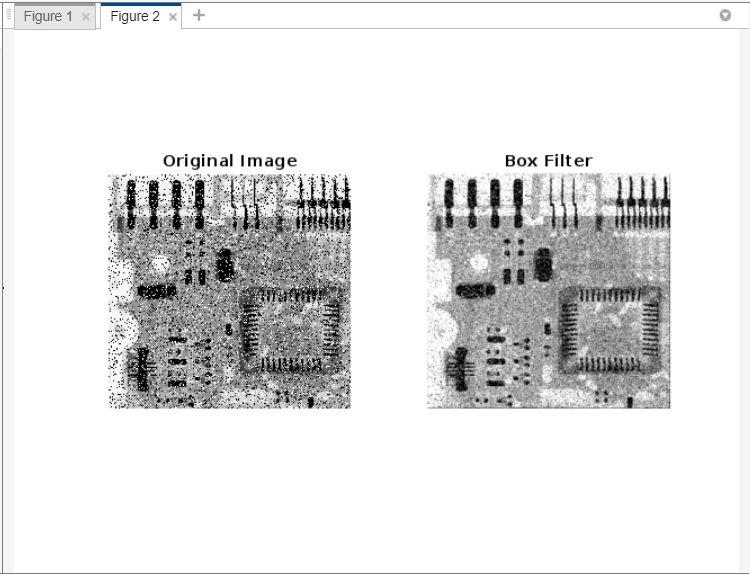 Figure 1 × Figure 2 × +
Original Image
Box Filter